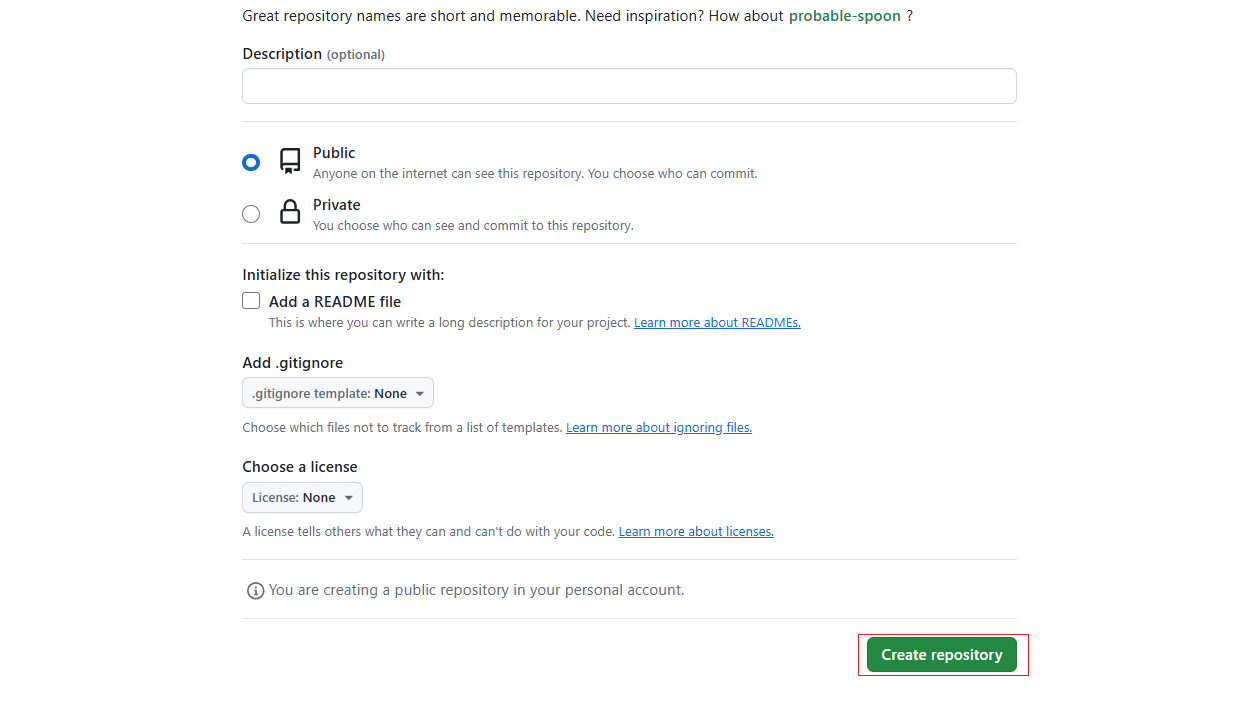 Great repository names are short and memorable. Need inspiration? How about probable-spoon ?
Description (optional)
Public
Anyone on the internet can see this repository. You choose who can commit.
Private
You choose who can see and commit to this repository.
Initialize this repository with:
Add a README file
This is where you can write a long description for your project. Learn more about READMEs.
Add .gitignore
.gitignore template: None
Choose which files not to track from a list of templates. Learn more about ignoring files.
Choose a license
License: None
A license tells others what they can and can't do with your code. Learn more about licenses.
You are creating a public repository in your personal account.
Create repository